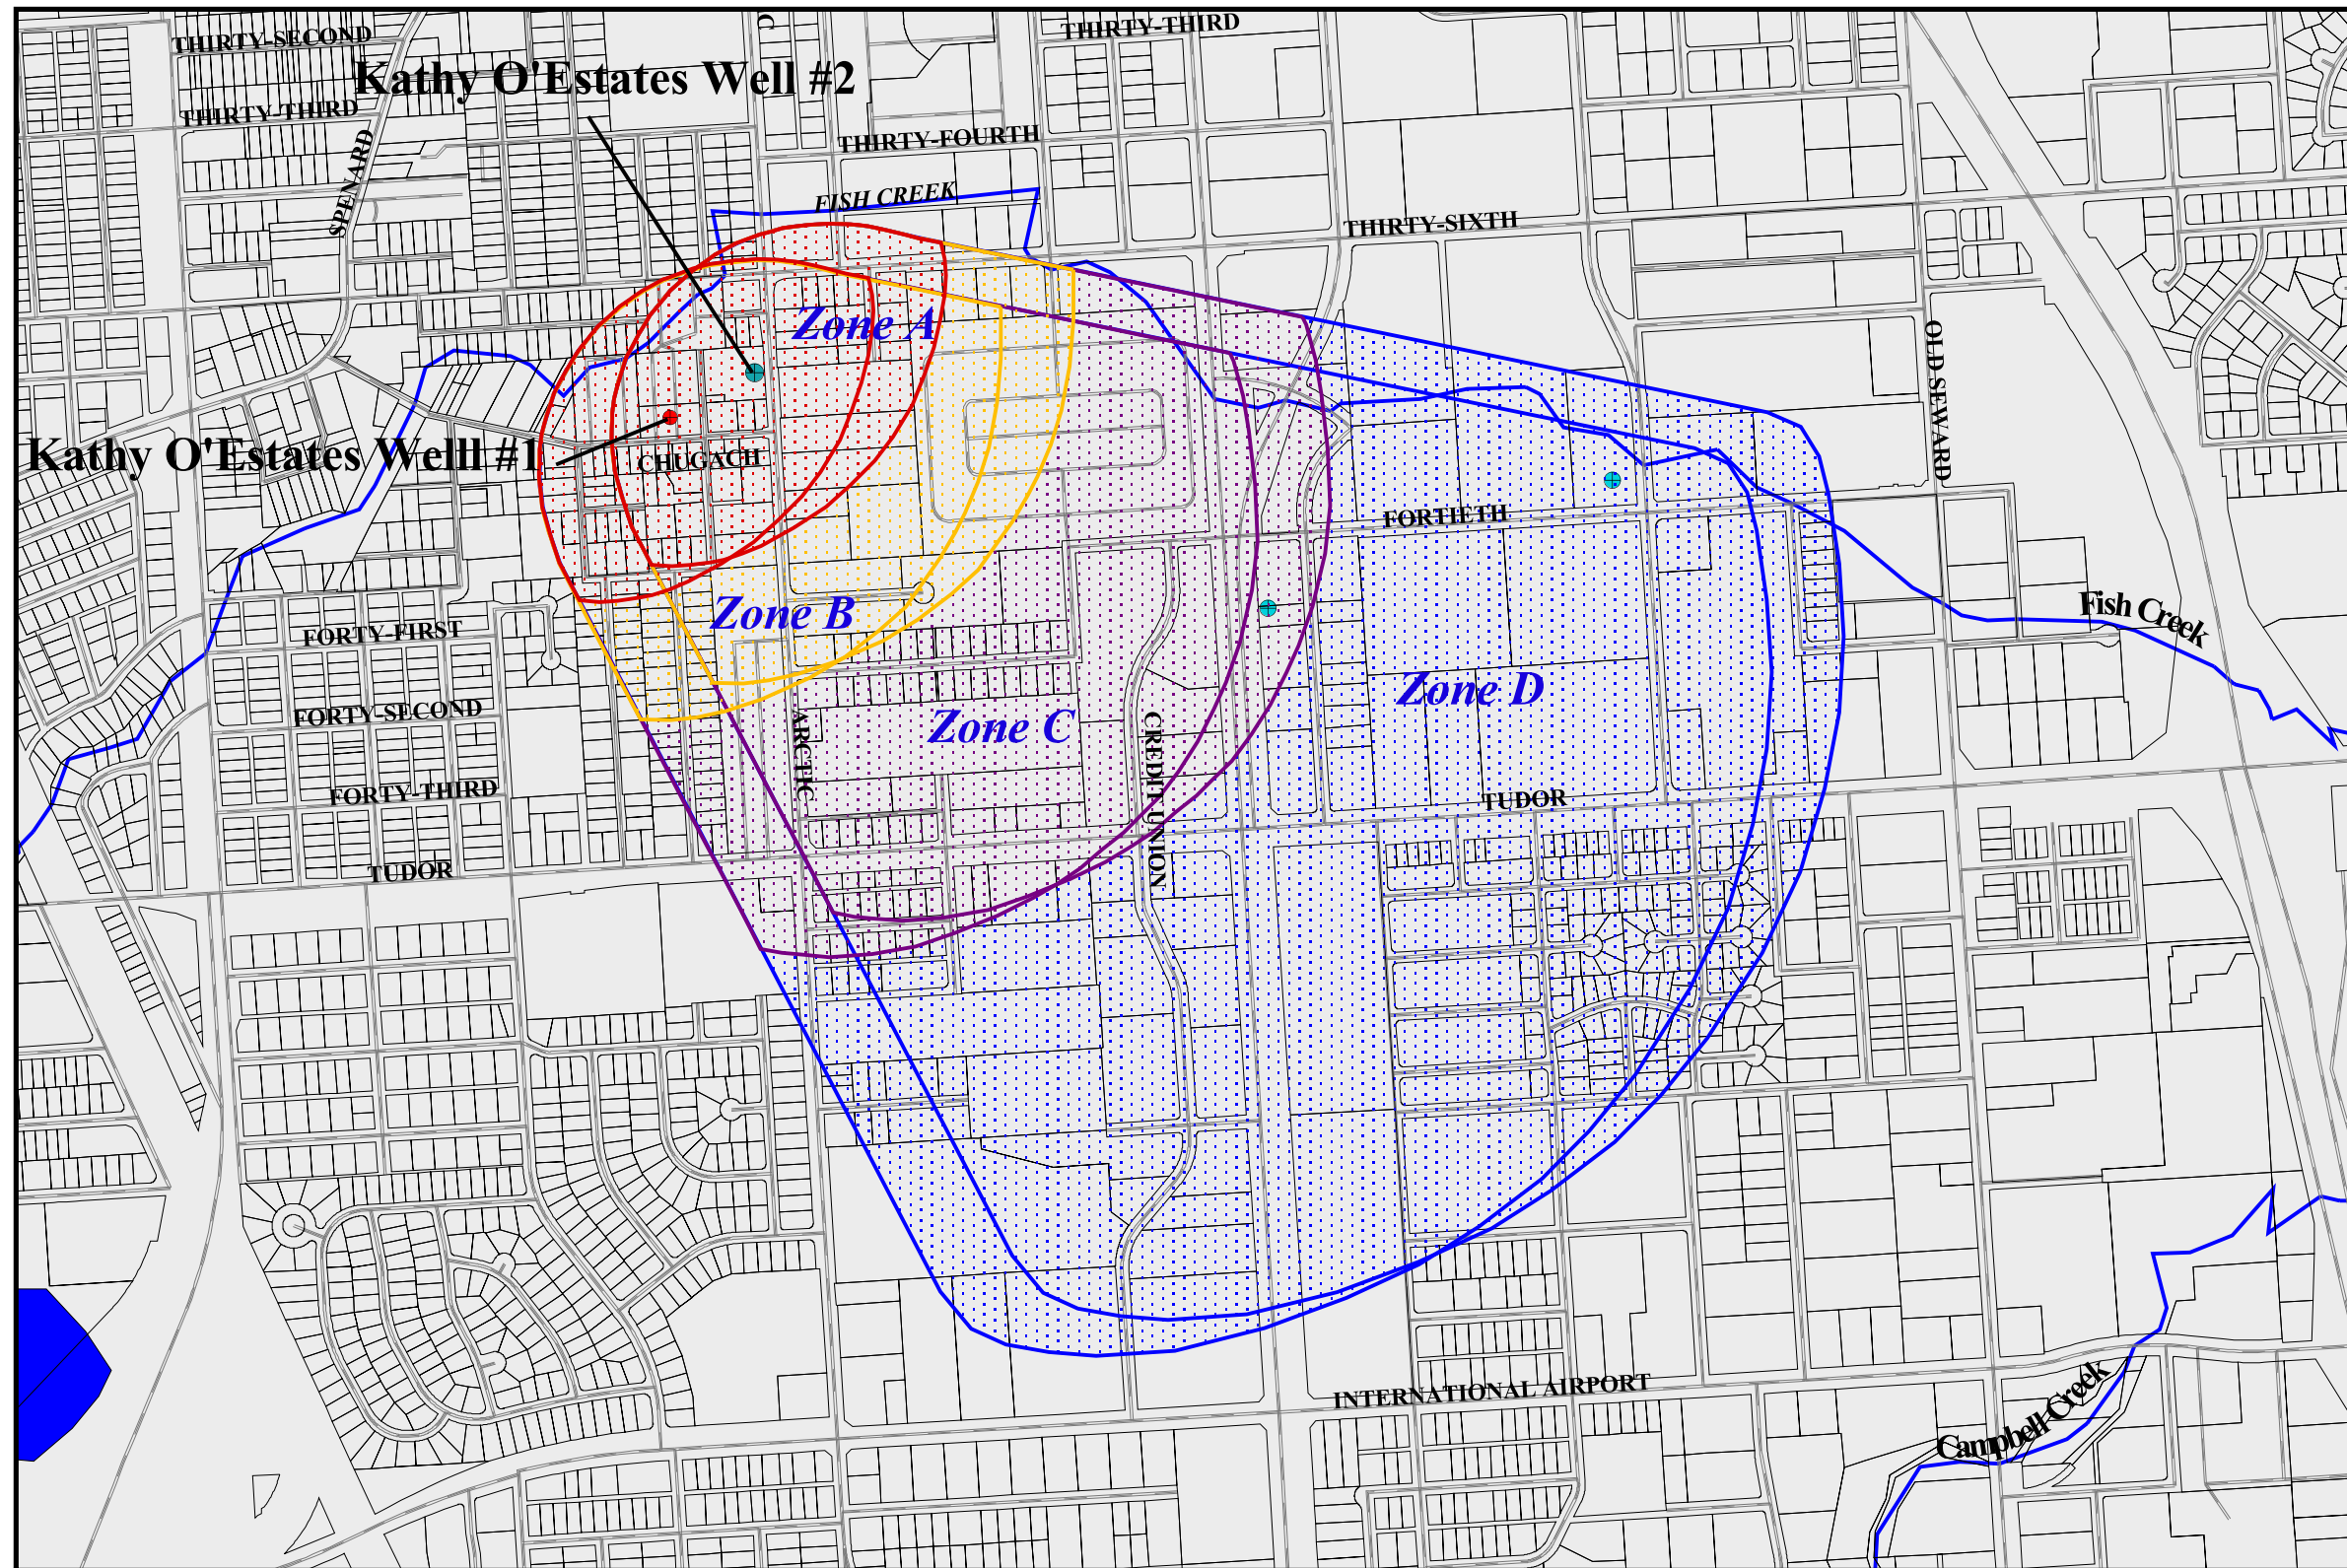 THIRTY-THIRD
THIRTY-SECOND
C
Kathy O'Estates Well #2
THIRTY-THIRD
THIRTY-FOURTH
SPENARD
FISH CREEK
THIRTY-SIXTH
Zone A
OLD SEWARD
Kathy O'Estates Welll #1
CHUGACH
FORTIETH
Zone B
Fish Creek
FORTY-FIRST
Zone D
FORTY-SECOND
Zone C
ARCTIC
CREDIT UNION
FORTY-THIRD
TUDOR
TUDOR
INTERNATIONAL AIRPORT
Campbell Creek